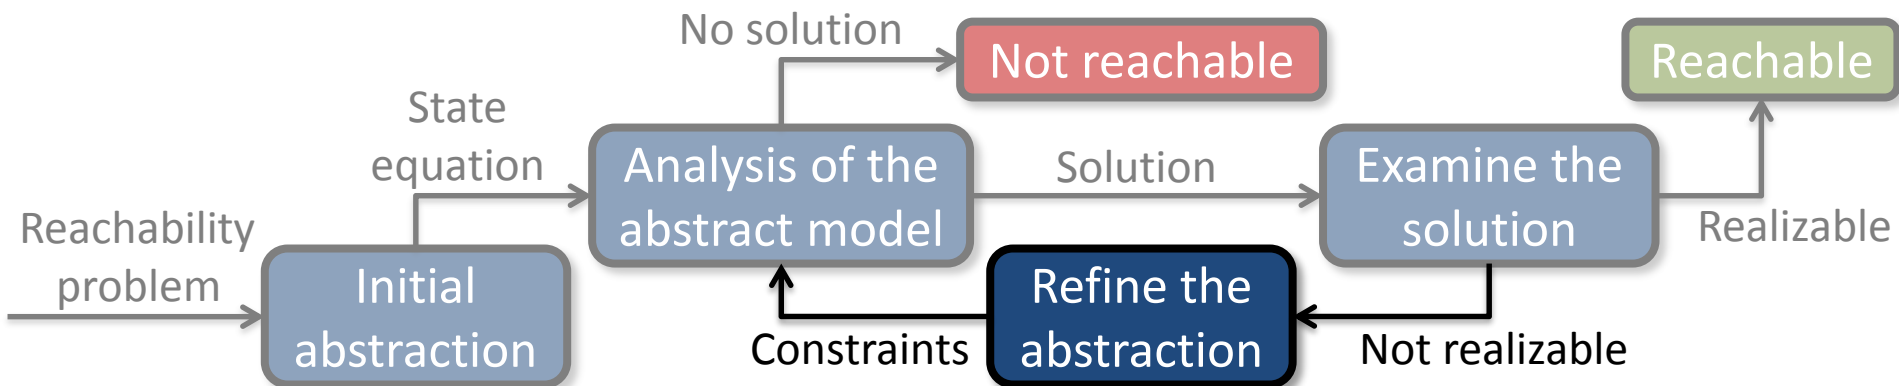 No solution
Not reachable
Reachable
State
equation
Analysis of the
abstract model
Solution
Examine the
solution
Realizable
Reachability
problem
Initial
abstraction
Constraints
Refine the
abstraction
Not realizable